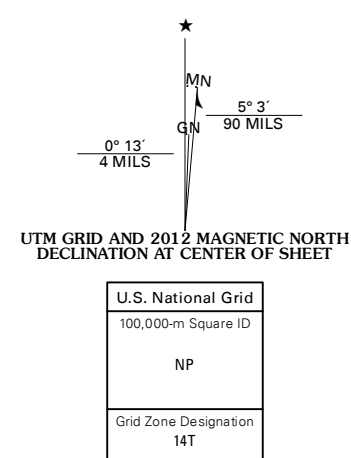 ★
MN
5° 3´
90 MILS
GN
0° 13´
4 MILS
UTM GRID AND 2012 MAGNETIC NORTH
DECLINATION AT CENTER OF SHEET
U.S. National Grid
100,000-m Square ID
NP
Grid Zone Designation
14T